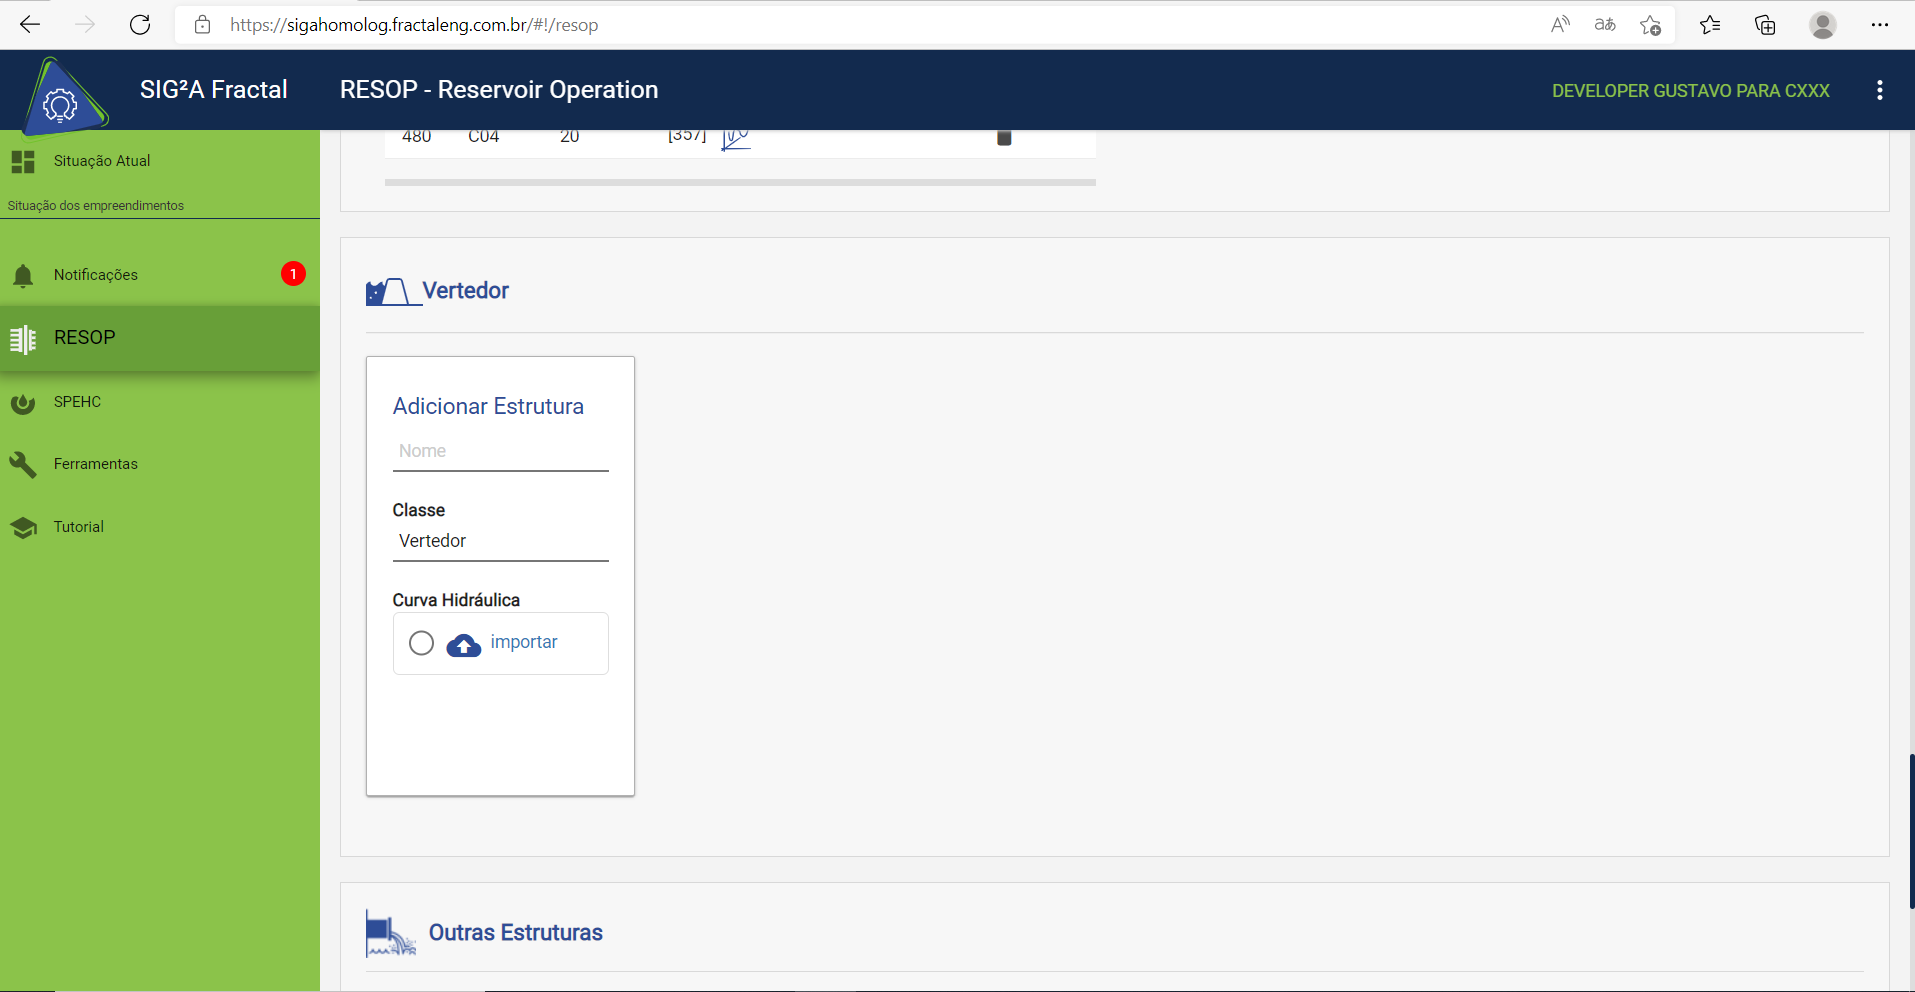 https://sigahomolog.fractaleng.com.br/#!/resop
SIG²A Fractal
RESOP - Reservoir Operation
DEVELOPER GUSTAVO PARA CXXX
Situação Atual
Situação dos empreendimentos
Notificações
1
RESOP
SPEHC
Ferramentas
Tutorial
480 C04 20 [357]
Vertedor
Adicionar Estrutura
Nome
Classe
Vertedor
Curva Hidráulica
importar
Outras Estruturas